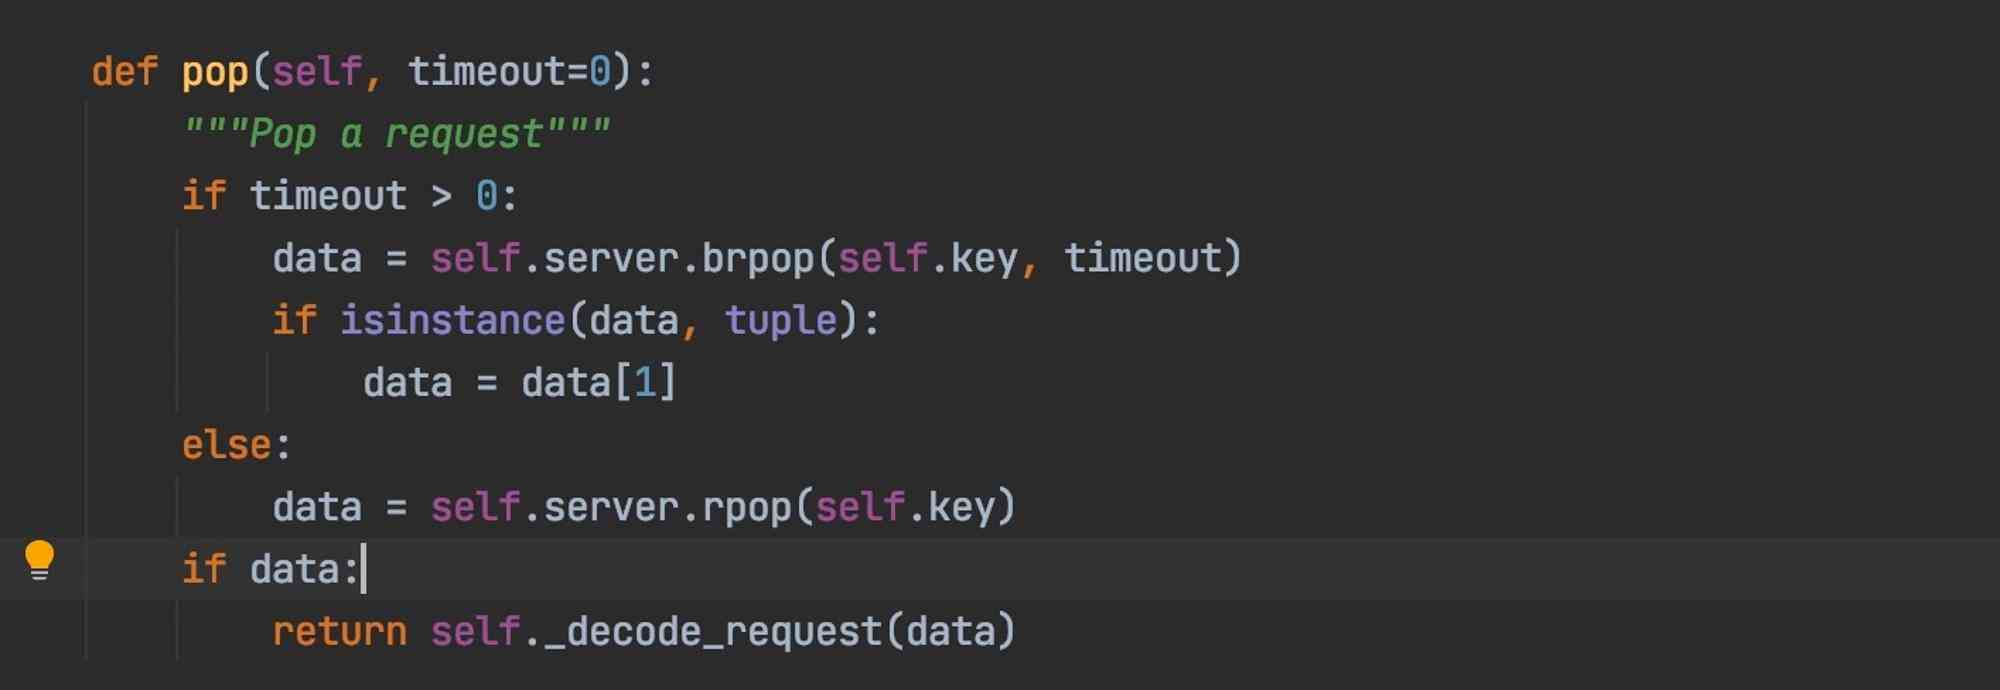 def pop(self, timeout=0):
    """Pop a request"""
    if timeout > 0:
        data = self.server.brpop(self.key, timeout)
        if isinstance(data, tuple):
            data = data[1]
    else:
        data = self.server.rpop(self.key)
    if data:
        return self._decode_request(data)